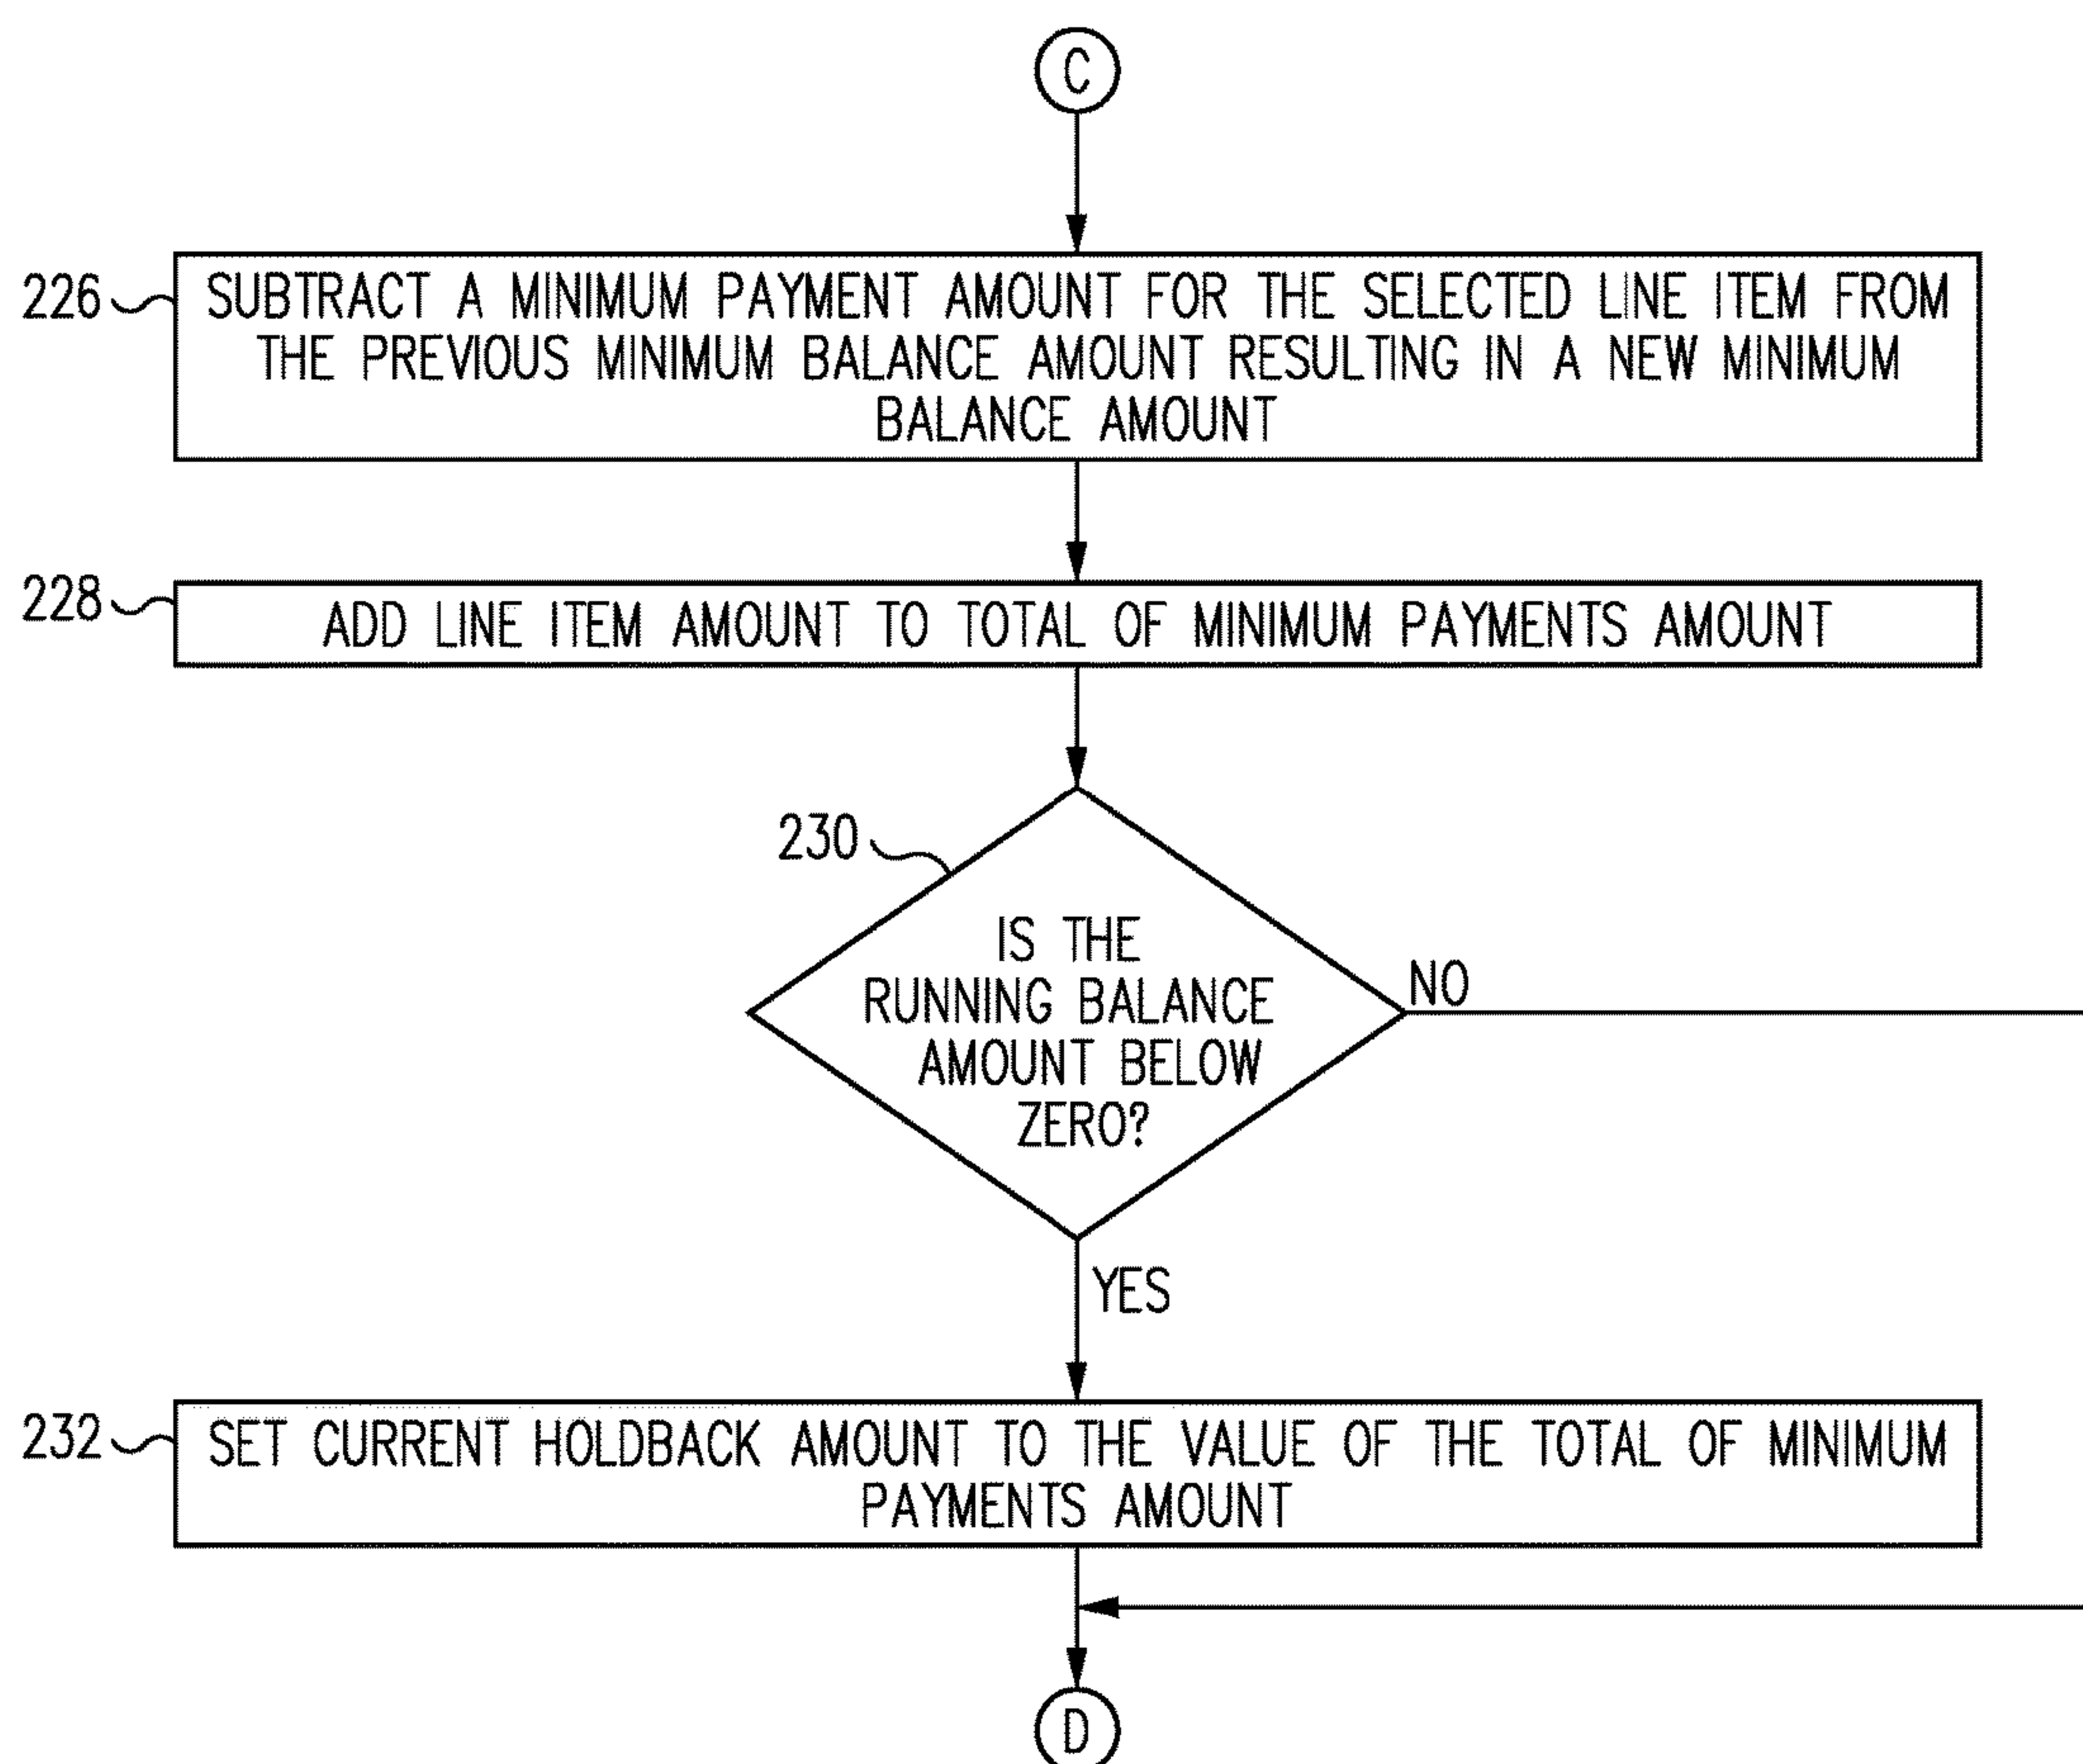 C
226
SUBTRACT A MINIMUM PAYMENT AMOUNT FOR THE SELECTED LINE ITEM FROM
THE PREVIOUS MINIMUM BALANCE AMOUNT RESULTING IN A NEW MINIMUM
BALANCE AMOUNT
228
ADD LINE ITEM AMOUNT TO TOTAL OF MINIMUM PAYMENTS AMOUNT
230
IS THE
RUNNING BALANCE
AMOUNT BELOW
ZERO?
NO
YES
232
SET CURRENT HOLDBACK AMOUNT TO THE VALUE OF THE TOTAL OF MINIMUM
PAYMENTS AMOUNT
D